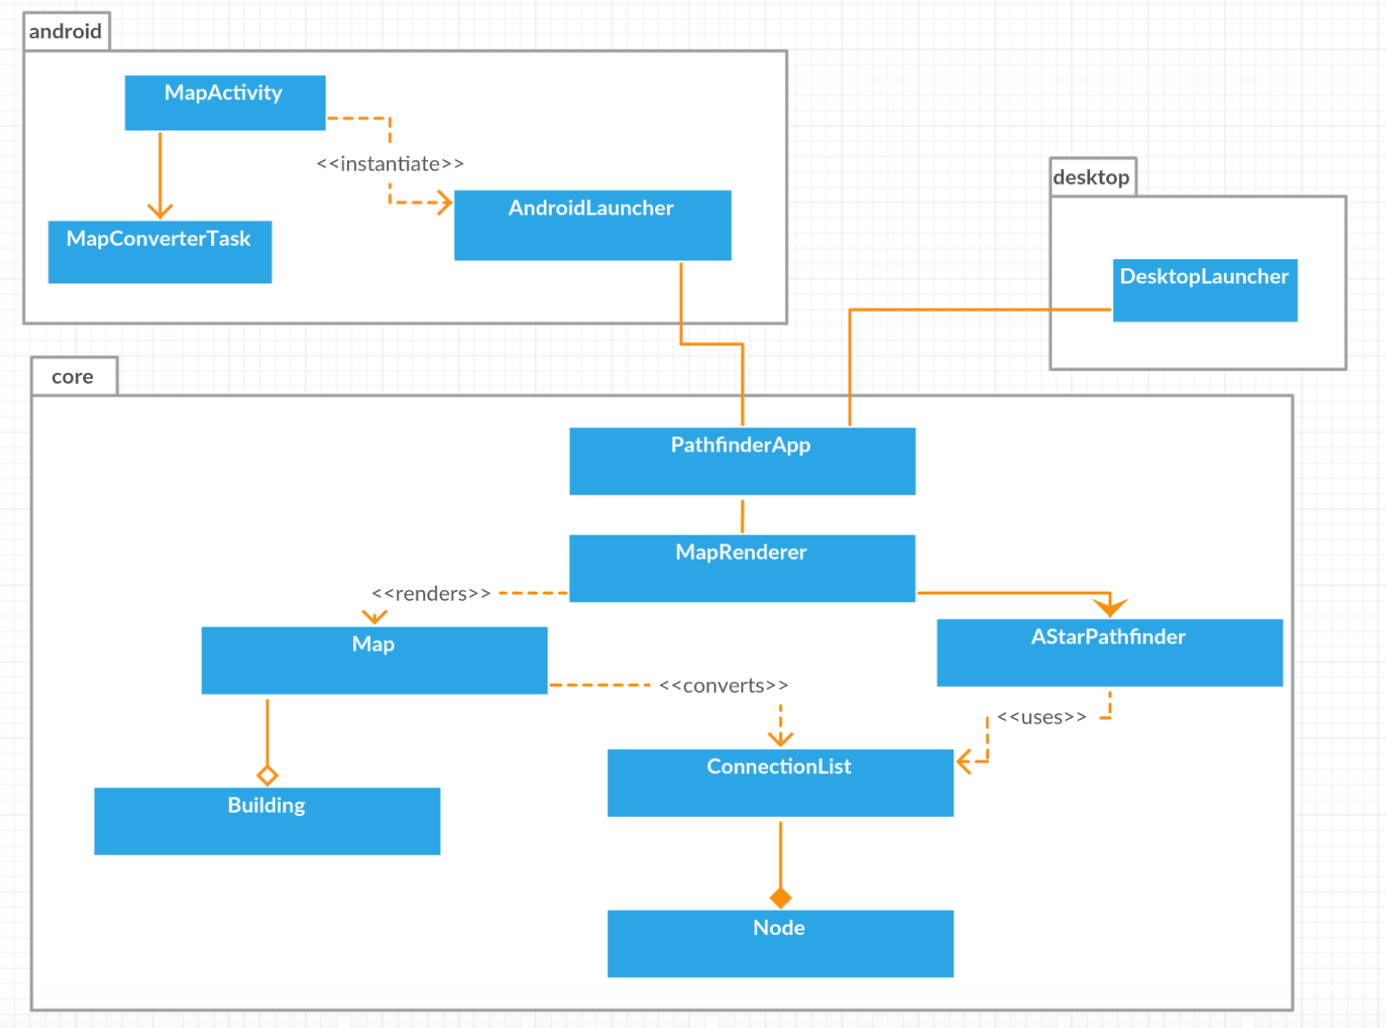 android
MapActivity
<<instantiate>>
AndroidLauncher
MapConverterTask
desktop
DesktopLauncher
core
PathfinderApp
MapRenderer
<<renders>>
Map
AStarPathfinder
<<converts>>
<<uses>>
ConnectionList
Building
Node